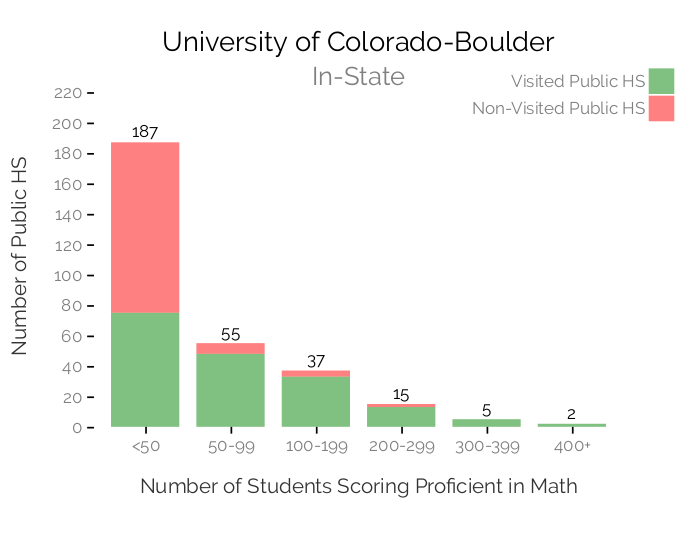 University of Colorado-Boulder
In-State
Visited Public HS
Non-Visited Public HS
Number of Public HS
220
200
180
160
140
120
100
80
60
40
20
0
187
55
37
15
5
2
<50 50-99 100-199 200-299 300-399 400+
Number of Students Scoring Proficient in Math